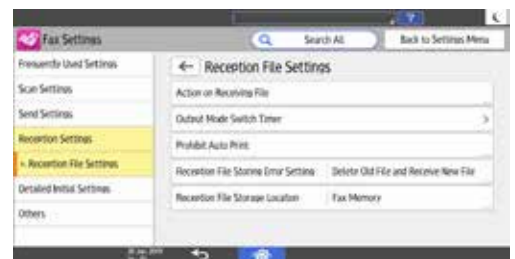 Fax Settings
Search All
Back to Settings Menu
Frequently Used Settings
Scan Settings
Send Settings
Reception Settings
Reception File Settings
Detailed Initial Settings
Others
← Reception File Settings
Action on Receiving File
Output Mode Switch Timer
Prohibit Auto Print
Reception File Storing Error Setting Delete Old File and Receive New File
Reception File Storage Location Fax Memory